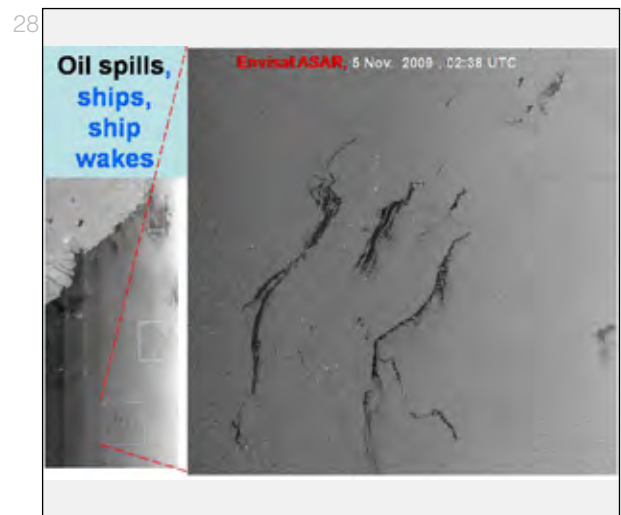 28
Oil spills,
ships,
ship
wakes
Envisat ASAR, 5 Nov. 2009 , 02:38 UTC